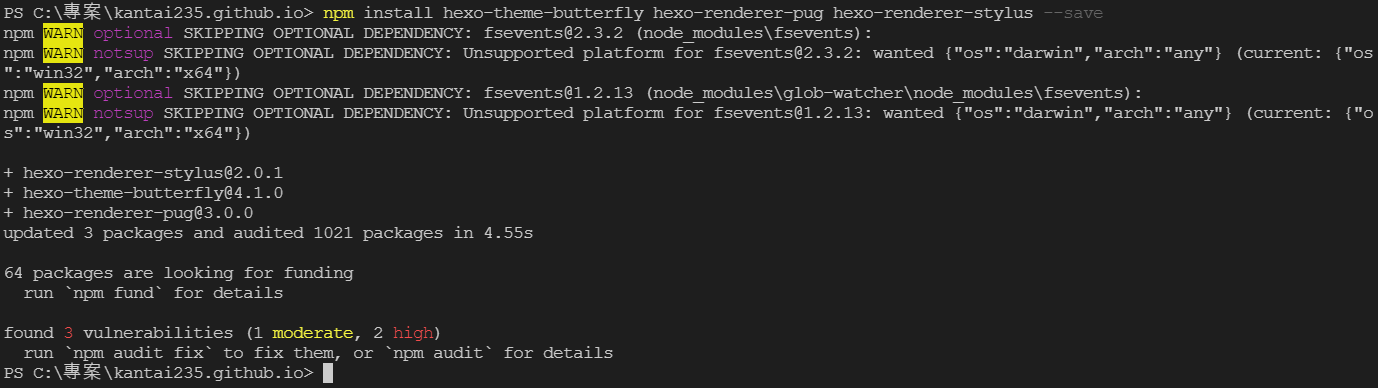 PS C:\專案\kantai235.github.io> npm install hexo-theme-butterfly hexo-renderer-pug hexo-renderer-stylus --save
npm WARN optional SKIPPING OPTIONAL DEPENDENCY: fsevents@2.3.2 (node_modules\fsevents):
npm WARN notsup SKIPPING OPTIONAL DEPENDENCY: Unsupported platform for fsevents@2.3.2: wanted {"os":"darwin","arch":"any"} (current: {"os
":"win32","arch":"x64"})
npm WARN optional SKIPPING OPTIONAL DEPENDENCY: fsevents@1.2.13 (node_modules\glob-watcher\node_modules\fsevents):
npm WARN notsup SKIPPING OPTIONAL DEPENDENCY: Unsupported platform for fsevents@1.2.13: wanted {"os":"darwin","arch":"any"} (current: {"o
s":"win32","arch":"x64"})
+ hexo-renderer-stylus@2.0.1
+ hexo-theme-butterfly@4.1.0
+ hexo-renderer-pug@3.0.0
updated 3 packages and audited 1021 packages in 4.55s
64 packages are looking for funding
  run `npm fund` for details
found 3 vulnerabilities (1 moderate, 2 high)
  run `npm audit fix` to fix them, or `npm audit` for details
PS C:\專案\kantai235.github.io>